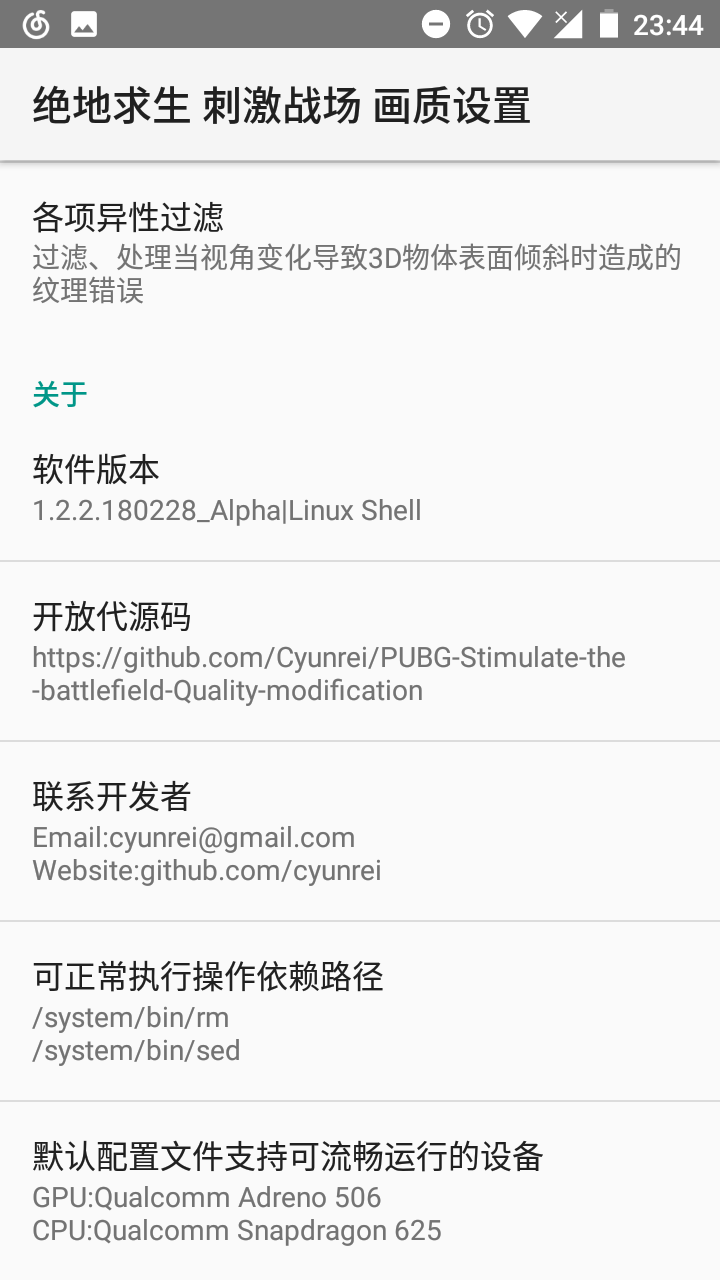 23:44
绝地求生 刺激战场 画质设置
各项异性过滤
过滤、处理当视角变化导致3D物体表面倾斜时造成的
纹理错误
关于
软件版本
1.2.2.180228_Alpha|Linux Shell
开放代源码
https://github.com/Cyunrei/PUBG-Stimulate-the
-battlefield-Quality-modification
联系开发者
Email:cyunrei@gmail.com
Website:github.com/cyunrei
可正常执行操作依赖路径
/system/bin/rm
/system/bin/sed
默认配置文件支持可流畅运行的设备
GPU:Qualcomm Adreno 506
CPU:Qualcomm Snapdragon 625